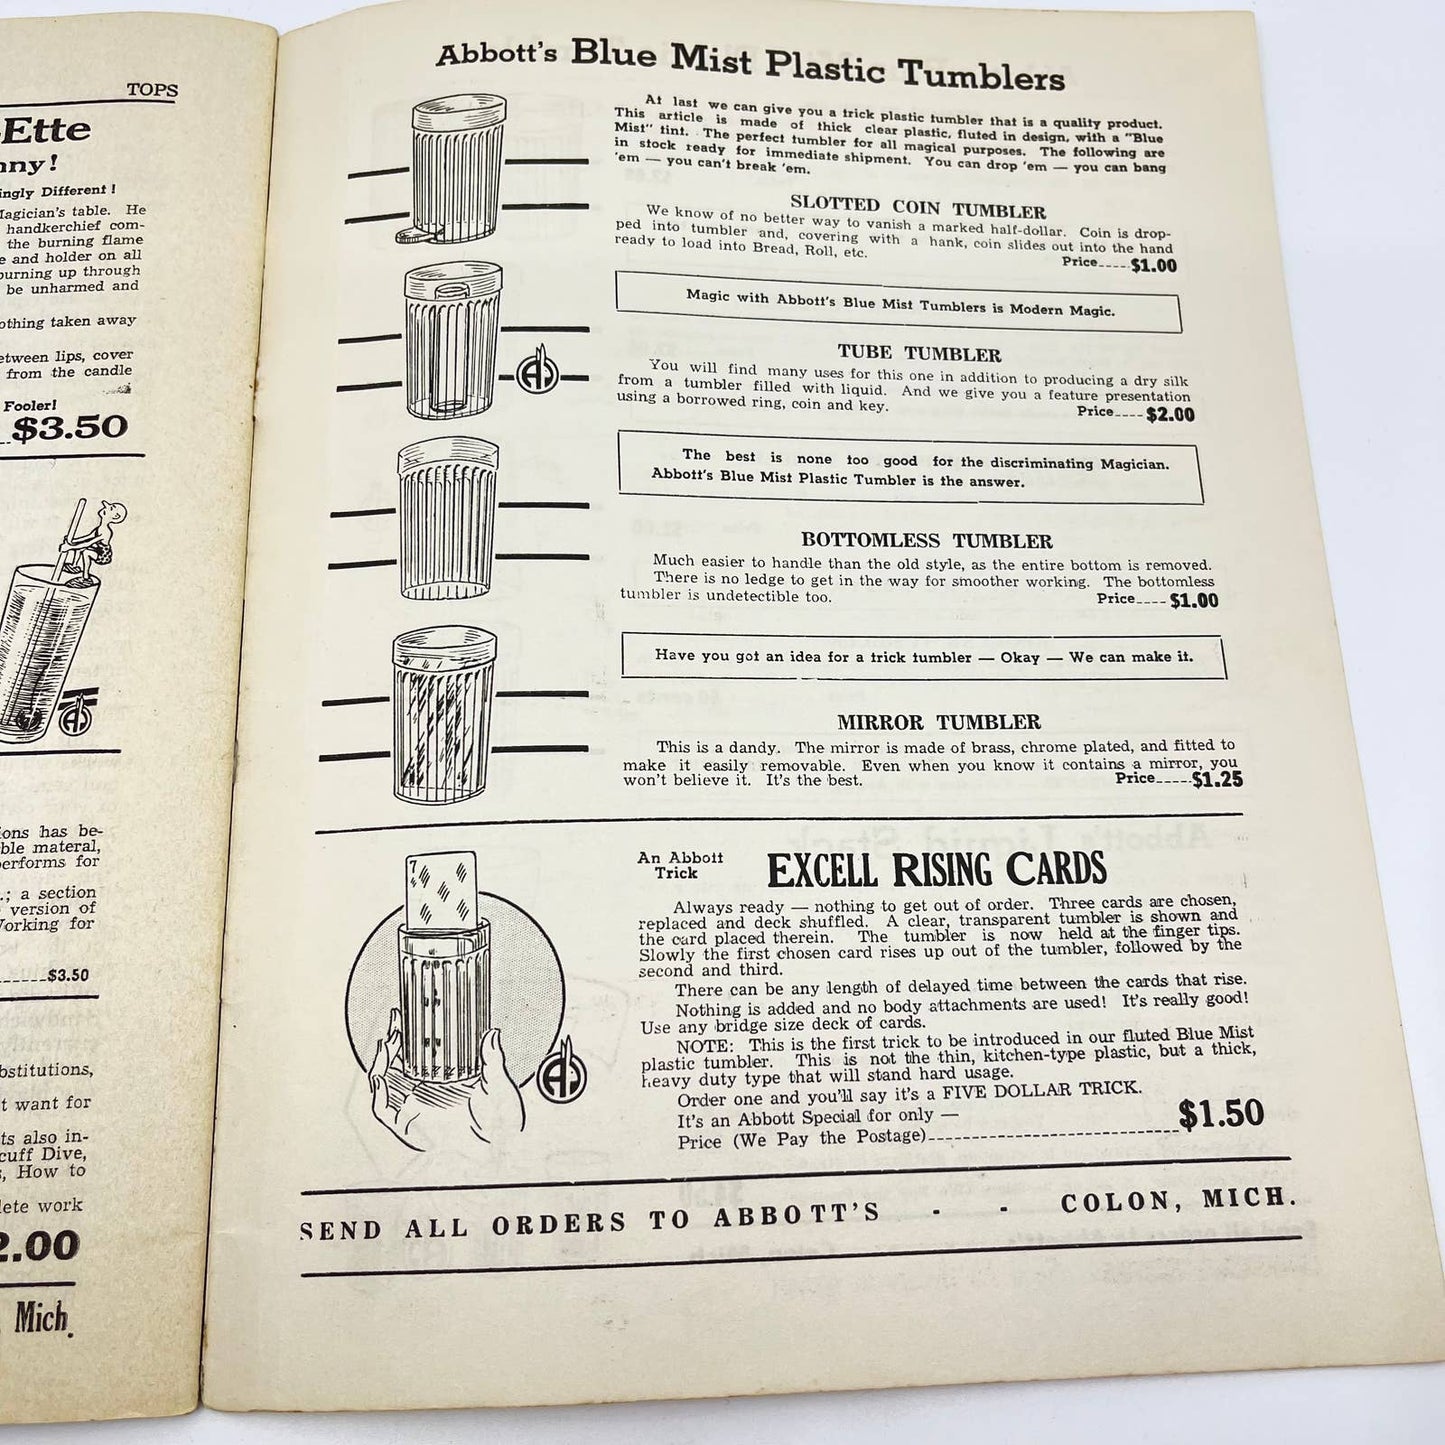 TOPS
-Ette
nny!
ingly Different!
Magician's table. He
handkerchief com-
the burning flame
e and holder on all
burning up through
be unharmed and
othing taken away
etween lips, cover
from the candle
Fooler!
$3.50
ions has be-
ble materal,
performs for
.; a section
version of
Working for
$3.50
bstitutions,
t want for
ts also in-
cuff Dive,
s, How to
lete work
2.00
Mich.
Abbott's Blue Mist Plastic Tumblers
At last we can give you a trick plastic tumbler that is a quality product.
This article is made of thick clear plastic, fluted in design, with a "Blue
Mist" tint. The perfect tumbler for all magical purposes. The following are
in stock ready for immediate shipment. You can drop 'em — you can bang
'em — you can't break 'em.
SLOTTED COIN TUMBLER
We know of no better way to vanish a marked half-dollar. Coin is drop-
ped into tumbler and, covering with a hank, coin slides out into the hand
ready to load into Bread, Roll, etc. Price----$1.00
Magic with Abbott's Blue Mist Tumblers is Modern Magic.
TUBE TUMBLER
You will find many uses for this one in addition to producing a dry silk
from a tumbler filled with liquid. And we give you a feature presentation
using a borrowed ring, coin and key. Price----$2.00
The best is none too good for the discriminating Magician.
Abbott's Blue Mist Plastic Tumbler is the answer.
BOTTOMLESS TUMBLER
Much easier to handle than the old style, as the entire bottom is removed.
There is no ledge to get in the way for smoother working. The bottomless
tumbler is undetectible too. Price----$1.00
Have you got an idea for a trick tumbler — Okay — We can make it.
MIRROR TUMBLER
This is a dandy. The mirror is made of brass, chrome plated, and fitted to
make it easily removable. Even when you know it contains a mirror, you
won't believe it. It's the best. Price-----$1.25
An Abbott
Trick
EXCELL RISING CARDS
Always ready — nothing to get out of order. Three cards are chosen,
replaced and deck shuffled. A clear, transparent tumbler is shown and
the card placed therein. The tumbler is now held at the finger tips.
Slowly the first chosen card rises up out of the tumbler, followed by the
second and third.
There can be any length of delayed time between the cards that rise.
Nothing is added and no body attachments are used! It's really good!
Use any bridge size deck of cards.
NOTE: This is the first trick to be introduced in our fluted Blue Mist
plastic tumbler. This is not the thin, kitchen-type plastic, but a thick,
heavy duty type that will stand hard usage.
Order one and you'll say it's a FIVE DOLLAR TRICK.
It's an Abbott Special for only —
Price (We Pay the Postage)------------------------------$1.50
7
SEND ALL ORDERS TO ABBOTT'S - - COLON, MICH.